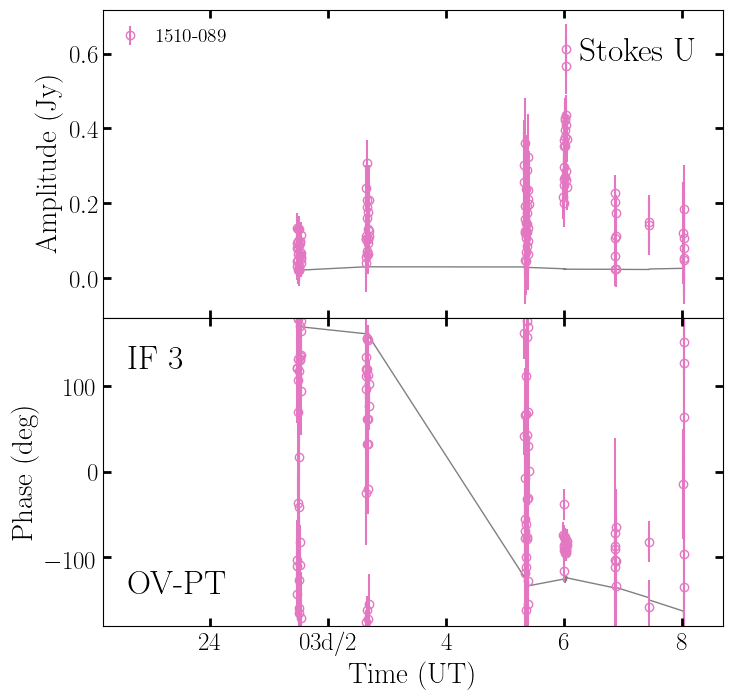 1510-089
Stokes U
0.6
0.4
0.2
0.0
Amplitude (Jy)
IF 3
100
0
−100
Phase (deg)
OV-PT
24 03d/2 4 6 8
Time (UT)